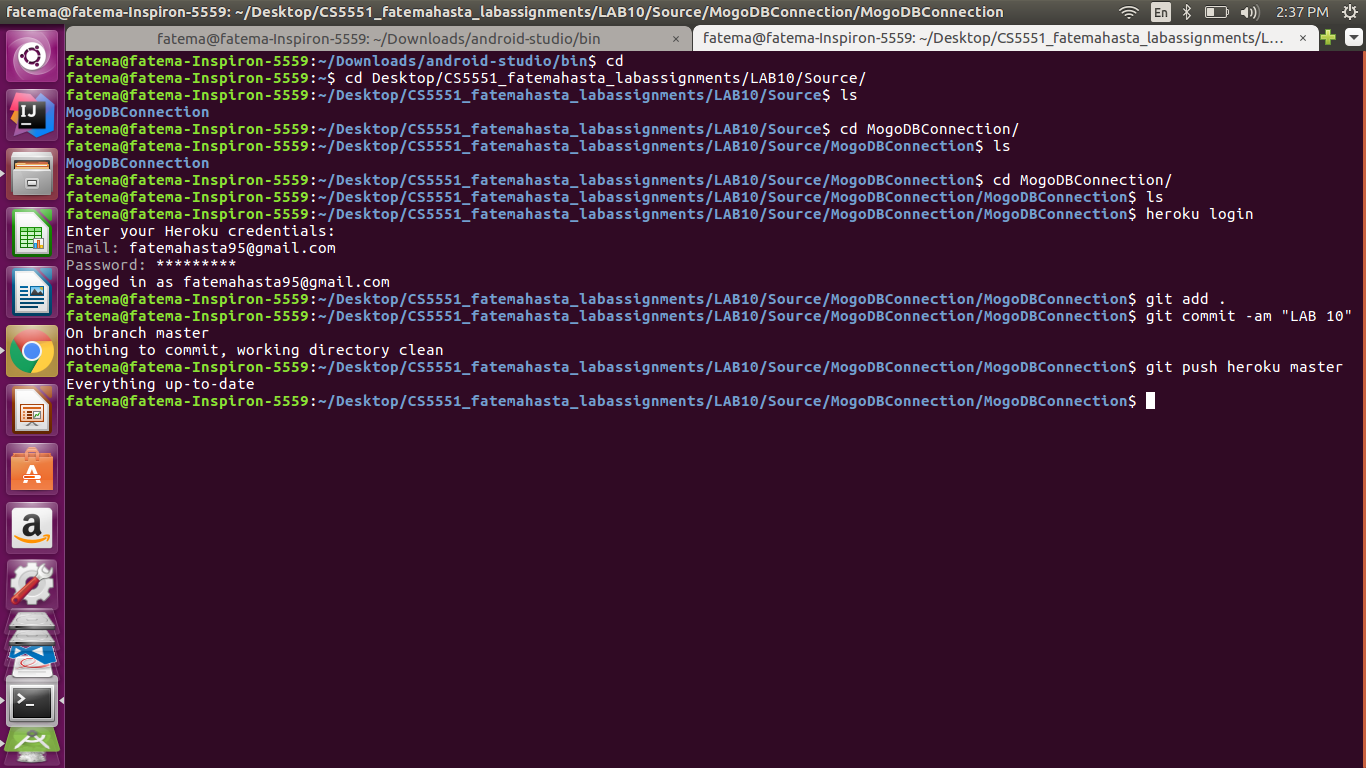 fatema@fatema-Inspiron-5559: ~/Desktop/CS5551_fatemahasta_labassignments/LAB10/Source/MogoDBConnection/MogoDBConnection
En
2:37 PM
fatema@fatema-Inspiron-5559: ~/Downloads/android-studio/bin ×
fatema@fatema-Inspiron-5559: ~/Desktop/CS5551_fatemahasta_labassignments/L... ×
fatema@fatema-Inspiron-5559:~/Downloads/android-studio/bin$ cd
fatema@fatema-Inspiron-5559:~$ cd Desktop/CS5551_fatemahasta_labassignments/LAB10/Source/
fatema@fatema-Inspiron-5559:~/Desktop/CS5551_fatemahasta_labassignments/LAB10/Source$ ls
MogoDBConnection
fatema@fatema-Inspiron-5559:~/Desktop/CS5551_fatemahasta_labassignments/LAB10/Source$ cd MogoDBConnection/
fatema@fatema-Inspiron-5559:~/Desktop/CS5551_fatemahasta_labassignments/LAB10/Source/MogoDBConnection$ ls
MogoDBConnection
fatema@fatema-Inspiron-5559:~/Desktop/CS5551_fatemahasta_labassignments/LAB10/Source/MogoDBConnection$ cd MogoDBConnection/
fatema@fatema-Inspiron-5559:~/Desktop/CS5551_fatemahasta_labassignments/LAB10/Source/MogoDBConnection/MogoDBConnection$ ls
fatema@fatema-Inspiron-5559:~/Desktop/CS5551_fatemahasta_labassignments/LAB10/Source/MogoDBConnection/MogoDBConnection$ heroku login
Enter your Heroku credentials:
Email: fatemahasta95@gmail.com
Password: *********
Logged in as fatemahasta95@gmail.com
fatema@fatema-Inspiron-5559:~/Desktop/CS5551_fatemahasta_labassignments/LAB10/Source/MogoDBConnection/MogoDBConnection$ git add .
fatema@fatema-Inspiron-5559:~/Desktop/CS5551_fatemahasta_labassignments/LAB10/Source/MogoDBConnection/MogoDBConnection$ git commit -am "LAB 10"
On branch master
nothing to commit, working directory clean
fatema@fatema-Inspiron-5559:~/Desktop/CS5551_fatemahasta_labassignments/LAB10/Source/MogoDBConnection/MogoDBConnection$ git push heroku master
Everything up-to-date
fatema@fatema-Inspiron-5559:~/Desktop/CS5551_fatemahasta_labassignments/LAB10/Source/MogoDBConnection/MogoDBConnection$
IJ
A
a
>_